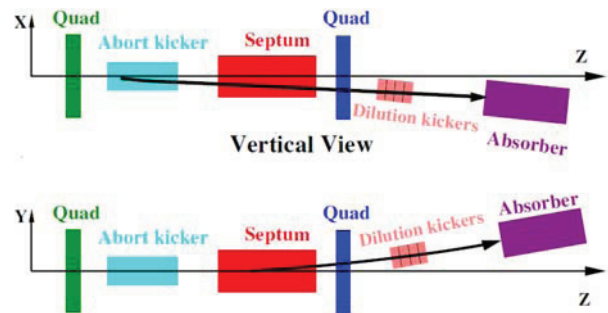 X
Quad
Abort kicker
Septum
Quad
Z
Dilution kickers
Absorber
Vertical View
Y
Quad
Abort kicker
Septum
Quad
Dilution kickers
Absorber
Z